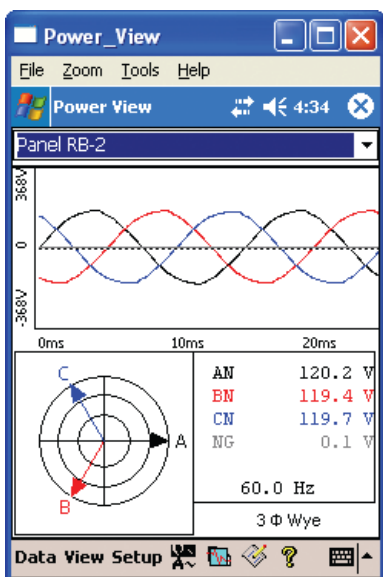 Power_View
File Zoom Tools Help
Power View 4:34
Panel RB-2
368V
0
-368V
0ms 10ms 20ms
C
A
B
AN 120.2 V
BN 119.4 V
CN 119.7 V
NG 0.1 V
60.0 Hz
3 Φ Wye
Data View Setup ?